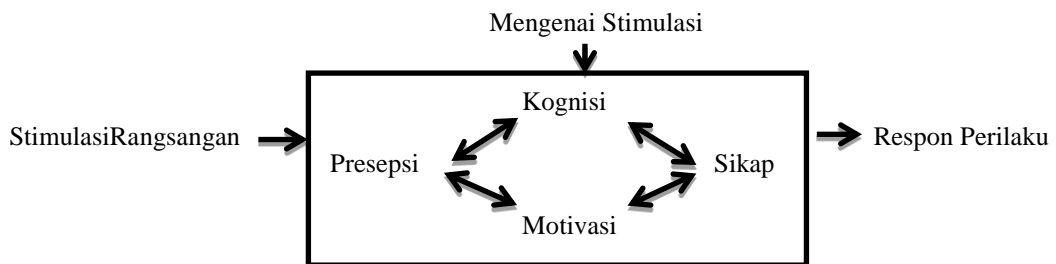 Mengenai Stimulasi
Kognisi
StimulasiRangsangan
Respon Perilaku
Presepsi
Sikap
Motivasi